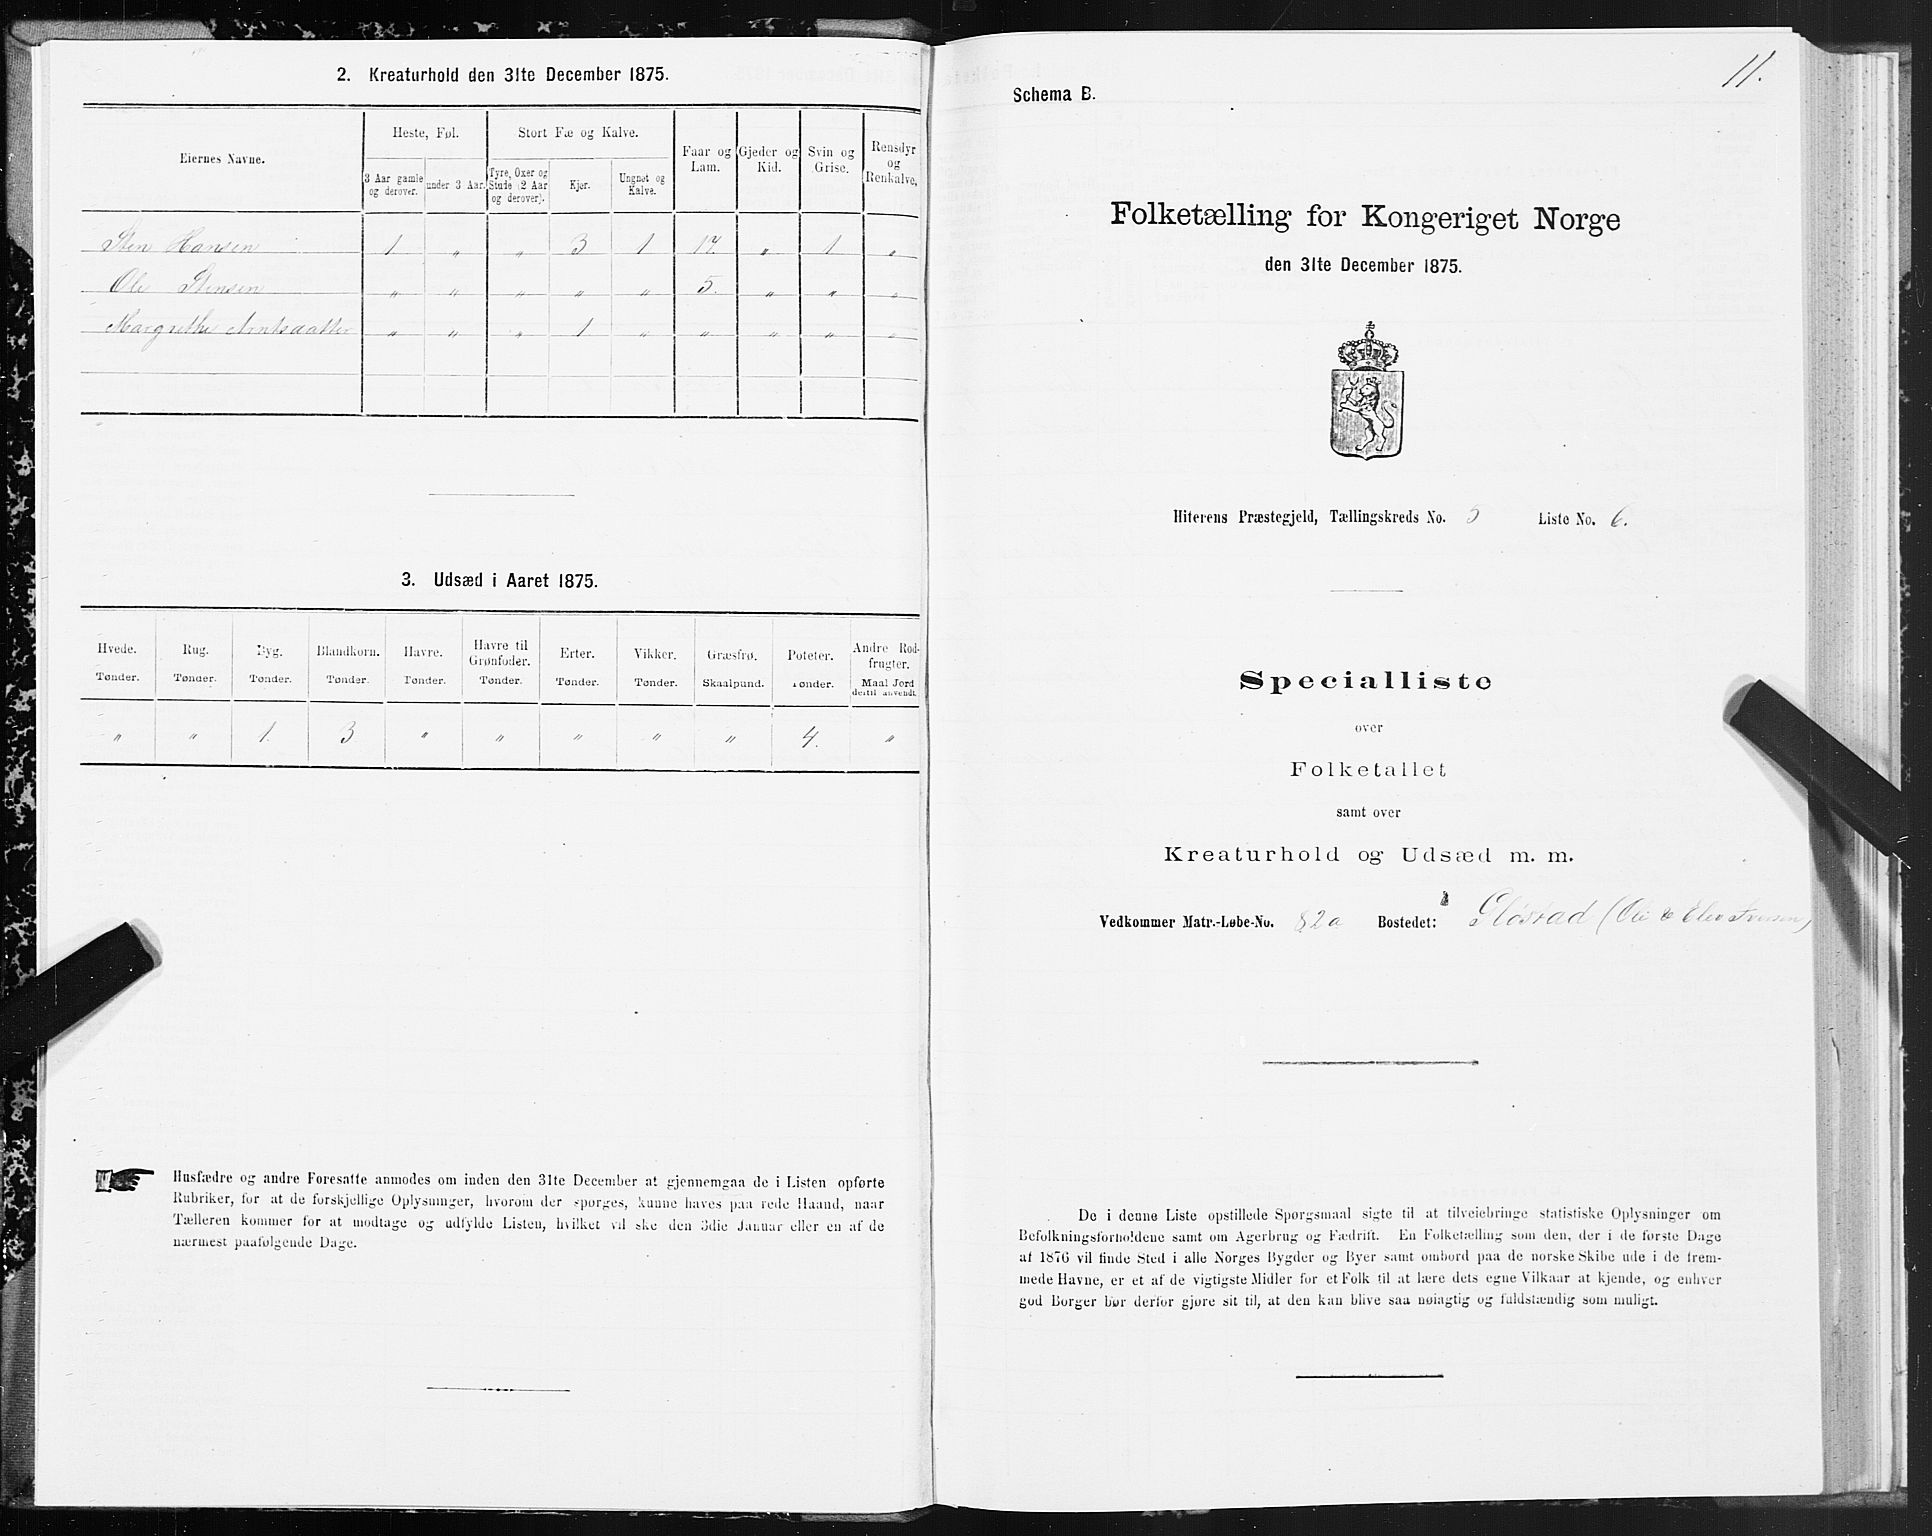 2. Kreaturhold den 31te December 1875.
Eiernes Navne.
Heste, Føl.
Stort Fæ og Kalve.
Faar og Lam.
Gjeder og Kid.
Svin og Grise.
Rensdyr og Renkalve.
3 Aar gamle og derover.
under 3 Aar.
Tyre, Oxer og Stude (2 Aar og derover).
Kjør.
Ungnøt og Kalve.
Sten Hansen 1 " " 3 1 17 " 1 "
Ole Stensen " " " " " 5. " " "
Margrethe Arntsdatter " " " 1 " " " " "
3. Udsæd i Aaret 1875.
Hvede. Rug. Byg. Blandkorn. Havre. Havre til Grønfoder. Erter. Vikker. Græsfrø. Poteter. Andre Rodfrugter.
Tønder. Tønder. Tønder. Tønder. Tønder. Tønder. Tønder. Tønder. Skaalpund. Tønder. Maal Jord dertil anvendt.
" " 1. 3 " " " " " 4. "
Husfædre og andre Foresatte anmodes om inden den 31te December at gjennemgaa de i Listen opførte
Rubriker, for at de forskjellige Oplysninger, hvorom der spørges, kunne haves paa rede Haand, naar
Tælleren kommer for at modtage og udfylde Listen, hvilket vil ske den 3die Januar eller en af de
nærmest paafølgende Dage.
11.
Schema B.
Folketælling for Kongeriget Norge
den 31te December 1875.
Hiterens Præstegjeld, Tællingskreds No. 5 Liste No. 6.
Specialliste
over
Folketallet
samt over
Kreaturhold og Udsæd m. m.
Vedkommer Matr.-Løbe-No. 82a Bostedet: Gløstad (Ole & Elev Iversen)
De i denne Liste opstillede Spørgsmaal sigte til at tilveiebringe statistiske Oplysninger om
Befolkningsforholdene samt om Agerbrug og Fædrift. En Folketælling som den, der i de første Dage
af 1876 vil finde Sted i alle Norges Bygder og Byer samt ombord paa de norske Skibe ude i de frem-
mede Havne, er et af de vigtigste Midler for et Folk til at lære dets egne Vilkaar at kjende, og enhver
god Borger bør derfor gjøre sit til, at den kan blive saa nøiagtig og fuldstændig som muligt.